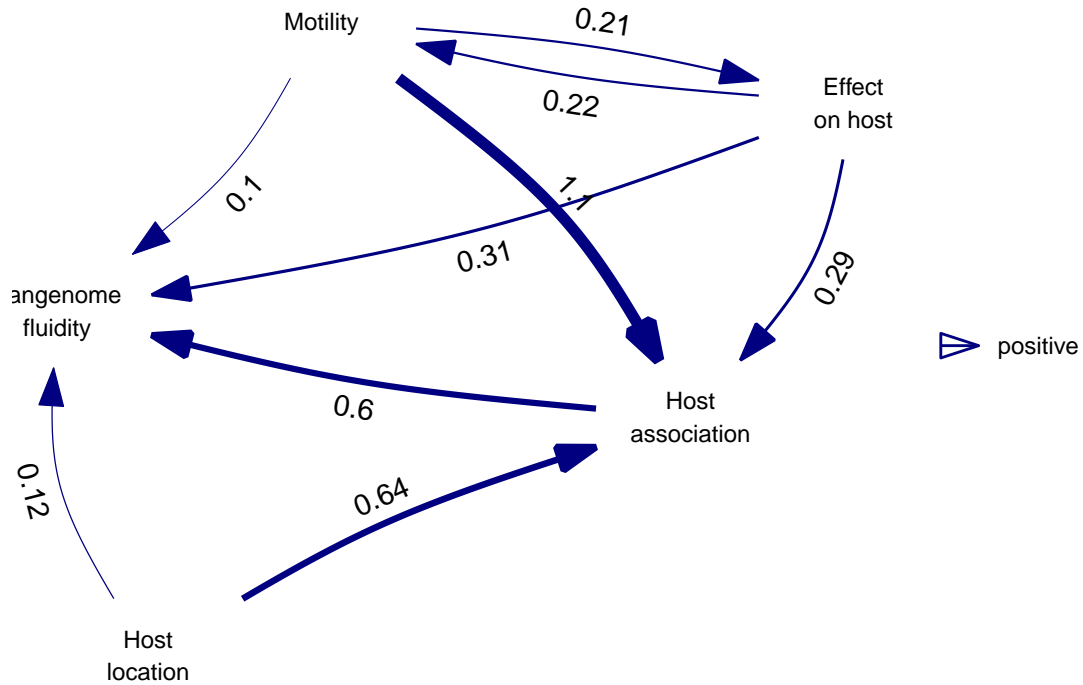 Motility
0.21
0.22
Effect
on host
0.1
1.1
0.31
0.29
angenome
fluidity
positive
0.6
Host
association
0.12
0.64
Host
location